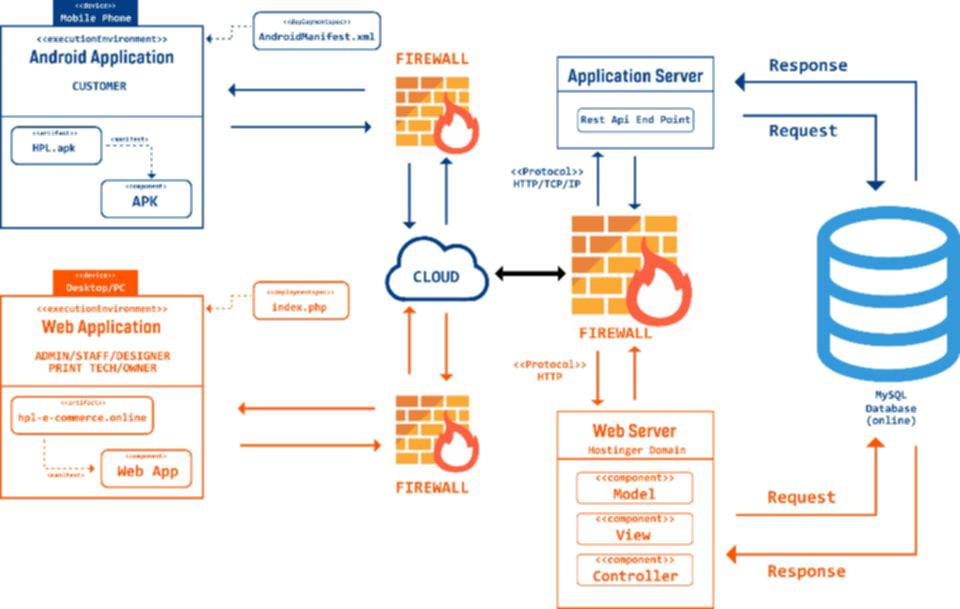 <<device>>
Mobile Phone
<<executionEnvironment>>
Android Application
CUSTOMER
<<artifact>>
HPL.apk
<<manifest>>
<<component>>
APK
<<deploymentspec>>
AndroidManifest.xml
FIREWALL
<<device>>
Desktop/PC
<<executionEnvironment>>
Web Application
ADMIN/STAFF/DESIGNER
PRINT TECH/OWNER
<<artifact>>
hpl-e-commerce.online
<<manifest>>
<<component>>
Web App
<<deploymentspec>>
index.php
CLOUD
FIREWALL
Application Server
Rest Api End Point
<<Protocol>>
HTTP/TCP/IP
FIREWALL
<<Protocol>>
HTTP
Web Server
Hostinger Domain
<<component>>
Model
<<component>>
View
<<component>>
Controller
Response
Request
MySQL
Database
(online)
Request
Response